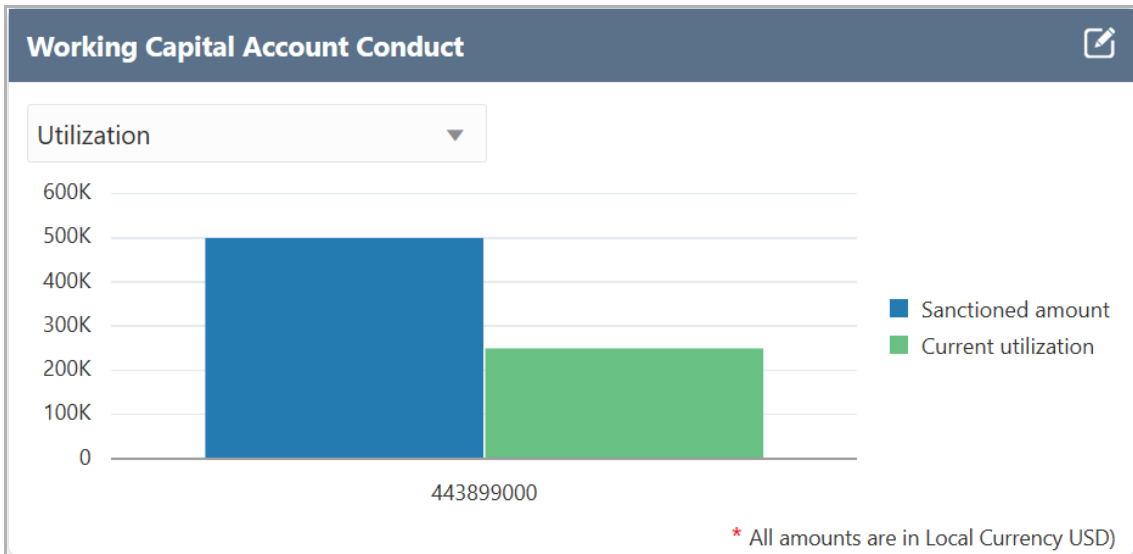 Working Capital Account Conduct
Utilization
600K
500K
400K
300K
200K
100K
0
443899000
Sanctioned amount
Current utilization
* All amounts are in Local Currency USD)